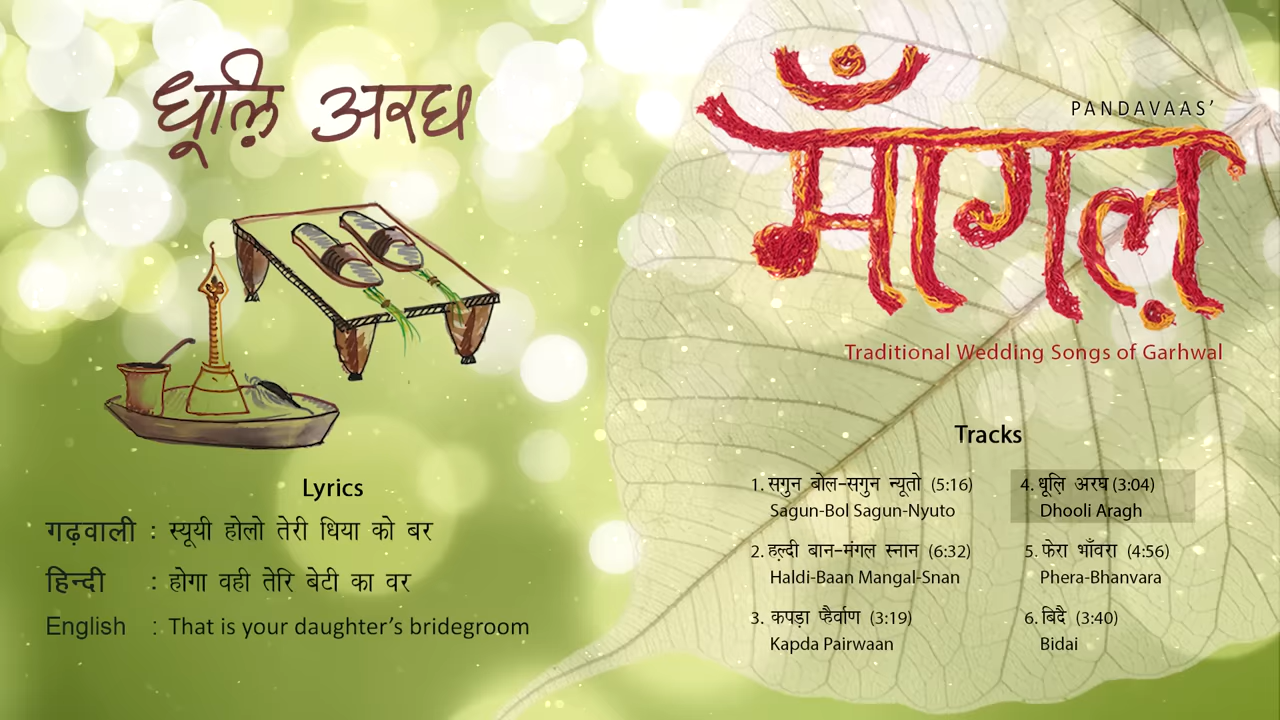 धूलि़ अरघ
PANDAVAAS’
माँगल़
Traditional Wedding Songs of Garhwal
Lyrics
गढ़वाली : स्यूयी होलो तेरी धिया को बर
हिन्दी : होगा वही तेरि बेटी का वर
English : That is your daughter’s bridegroom
Tracks
1. सगुन बोल-सगुन न्यूतो (5:16)
Sagun-Bol Sagun-Nyuto
2. हल़्दी बान-मंगल स्नान (6:32)
Haldi-Baan Mangal-Snan
3. कपड़ा प्हैर्वाण (3:19)
Kapda Pairwaan
4. धूलि़ अरघ (3:04)
Dhooli Aragh
5. फेरा भाँवरा (4:56)
Phera-Bhanvara
6. बिदै (3:40)
Bidai